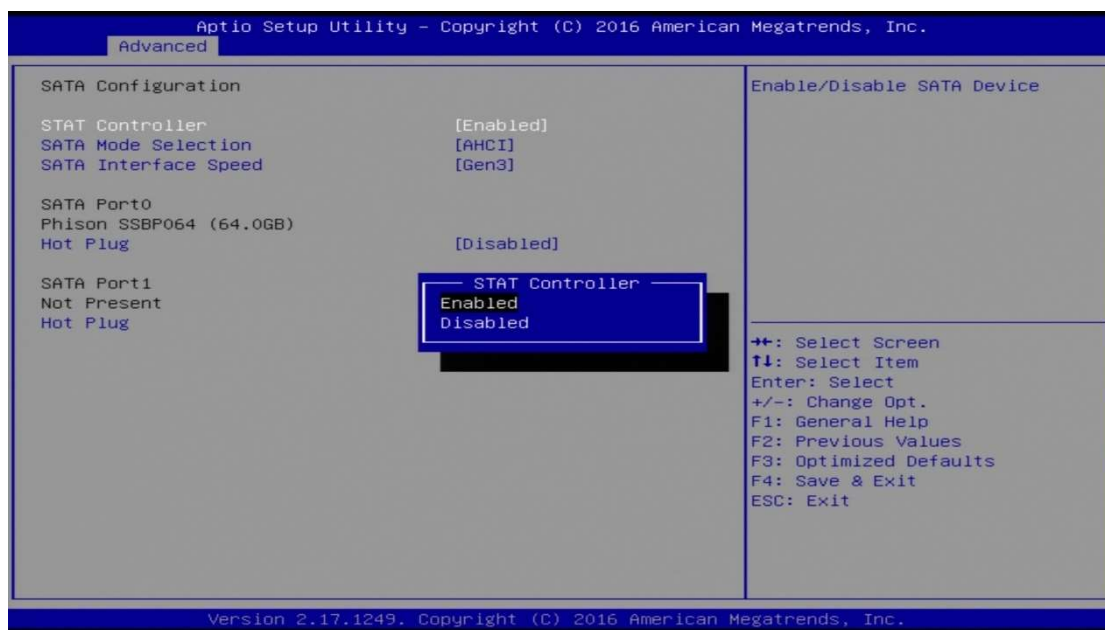 Aptio Setup Utility – Copyright (C) 2016 American Megatrends, Inc.
Advanced
SATA Configuration
STAT Controller [Enabled]
SATA Mode Selection [AHCI]
SATA Interface Speed [Gen3]
SATA Port0
Phison SSBP064 (64.0GB)
Hot Plug [Disabled]
SATA Port1
Not Present
Hot Plug
STAT Controller
Enabled
Disabled
Enable/Disable SATA Device
→←: Select Screen
↑↓: Select Item
Enter: Select
+/-: Change Opt.
F1: General Help
F2: Previous Values
F3: Optimized Defaults
F4: Save & Exit
ESC: Exit
Version 2.17.1249. Copyright (C) 2016 American Megatrends, Inc.